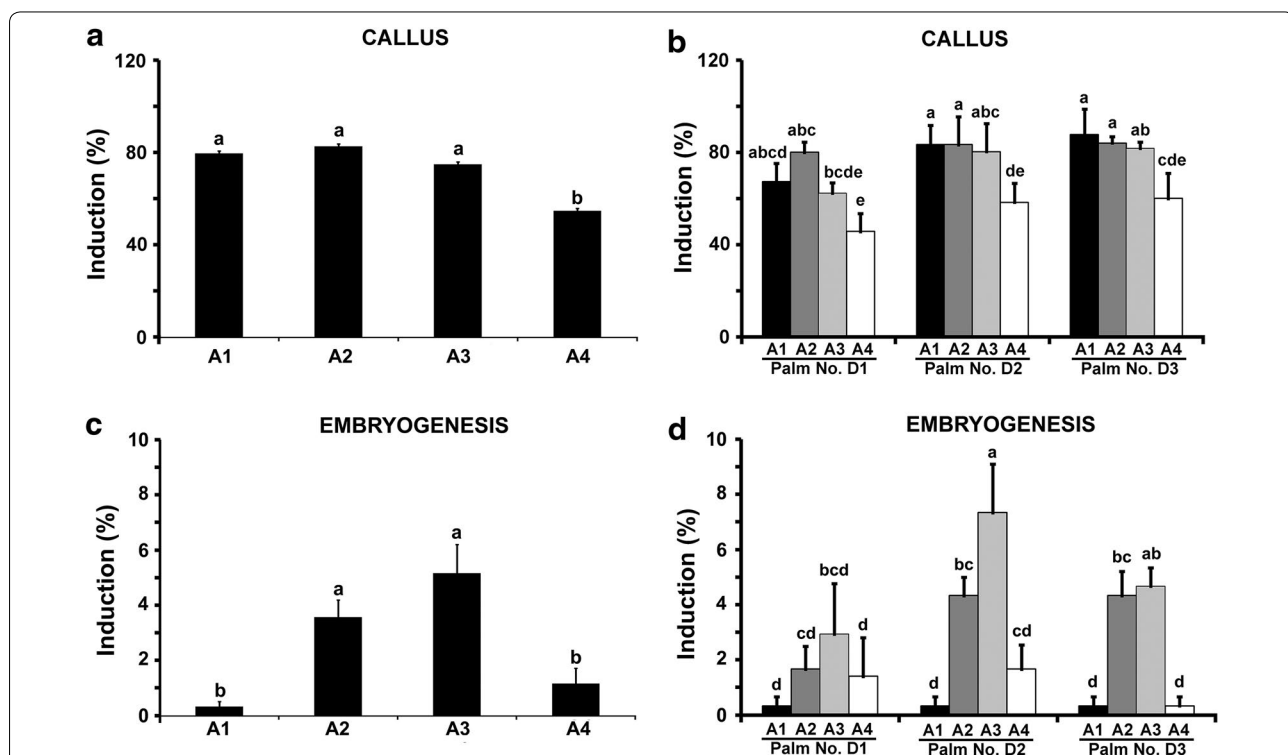 a
CALLUS
120
80
40
0
Induction (%)
a
a
a
b
A1 A2 A3 A4
b
CALLUS
120
80
40
0
Induction (%)
abcd
abc
bcde
e
a
a
abc
de
a
a
ab
cde
A1 A2 A3 A4 A1 A2 A3 A4 A1 A2 A3 A4
Palm No. D1 Palm No. D2 Palm No. D3
c
EMBRYOGENESIS
10
8
6
4
2
0
Induction (%)
b
a
a
b
A1 A2 A3 A4
d
EMBRYOGENESIS
10
8
6
4
2
0
Induction (%)
d
cd
bcd
d
d
bc
a
cd
d
bc
ab
d
A1 A2 A3 A4 A1 A2 A3 A4 A1 A2 A3 A4
Palm No. D1 Palm No. D2 Palm No. D3